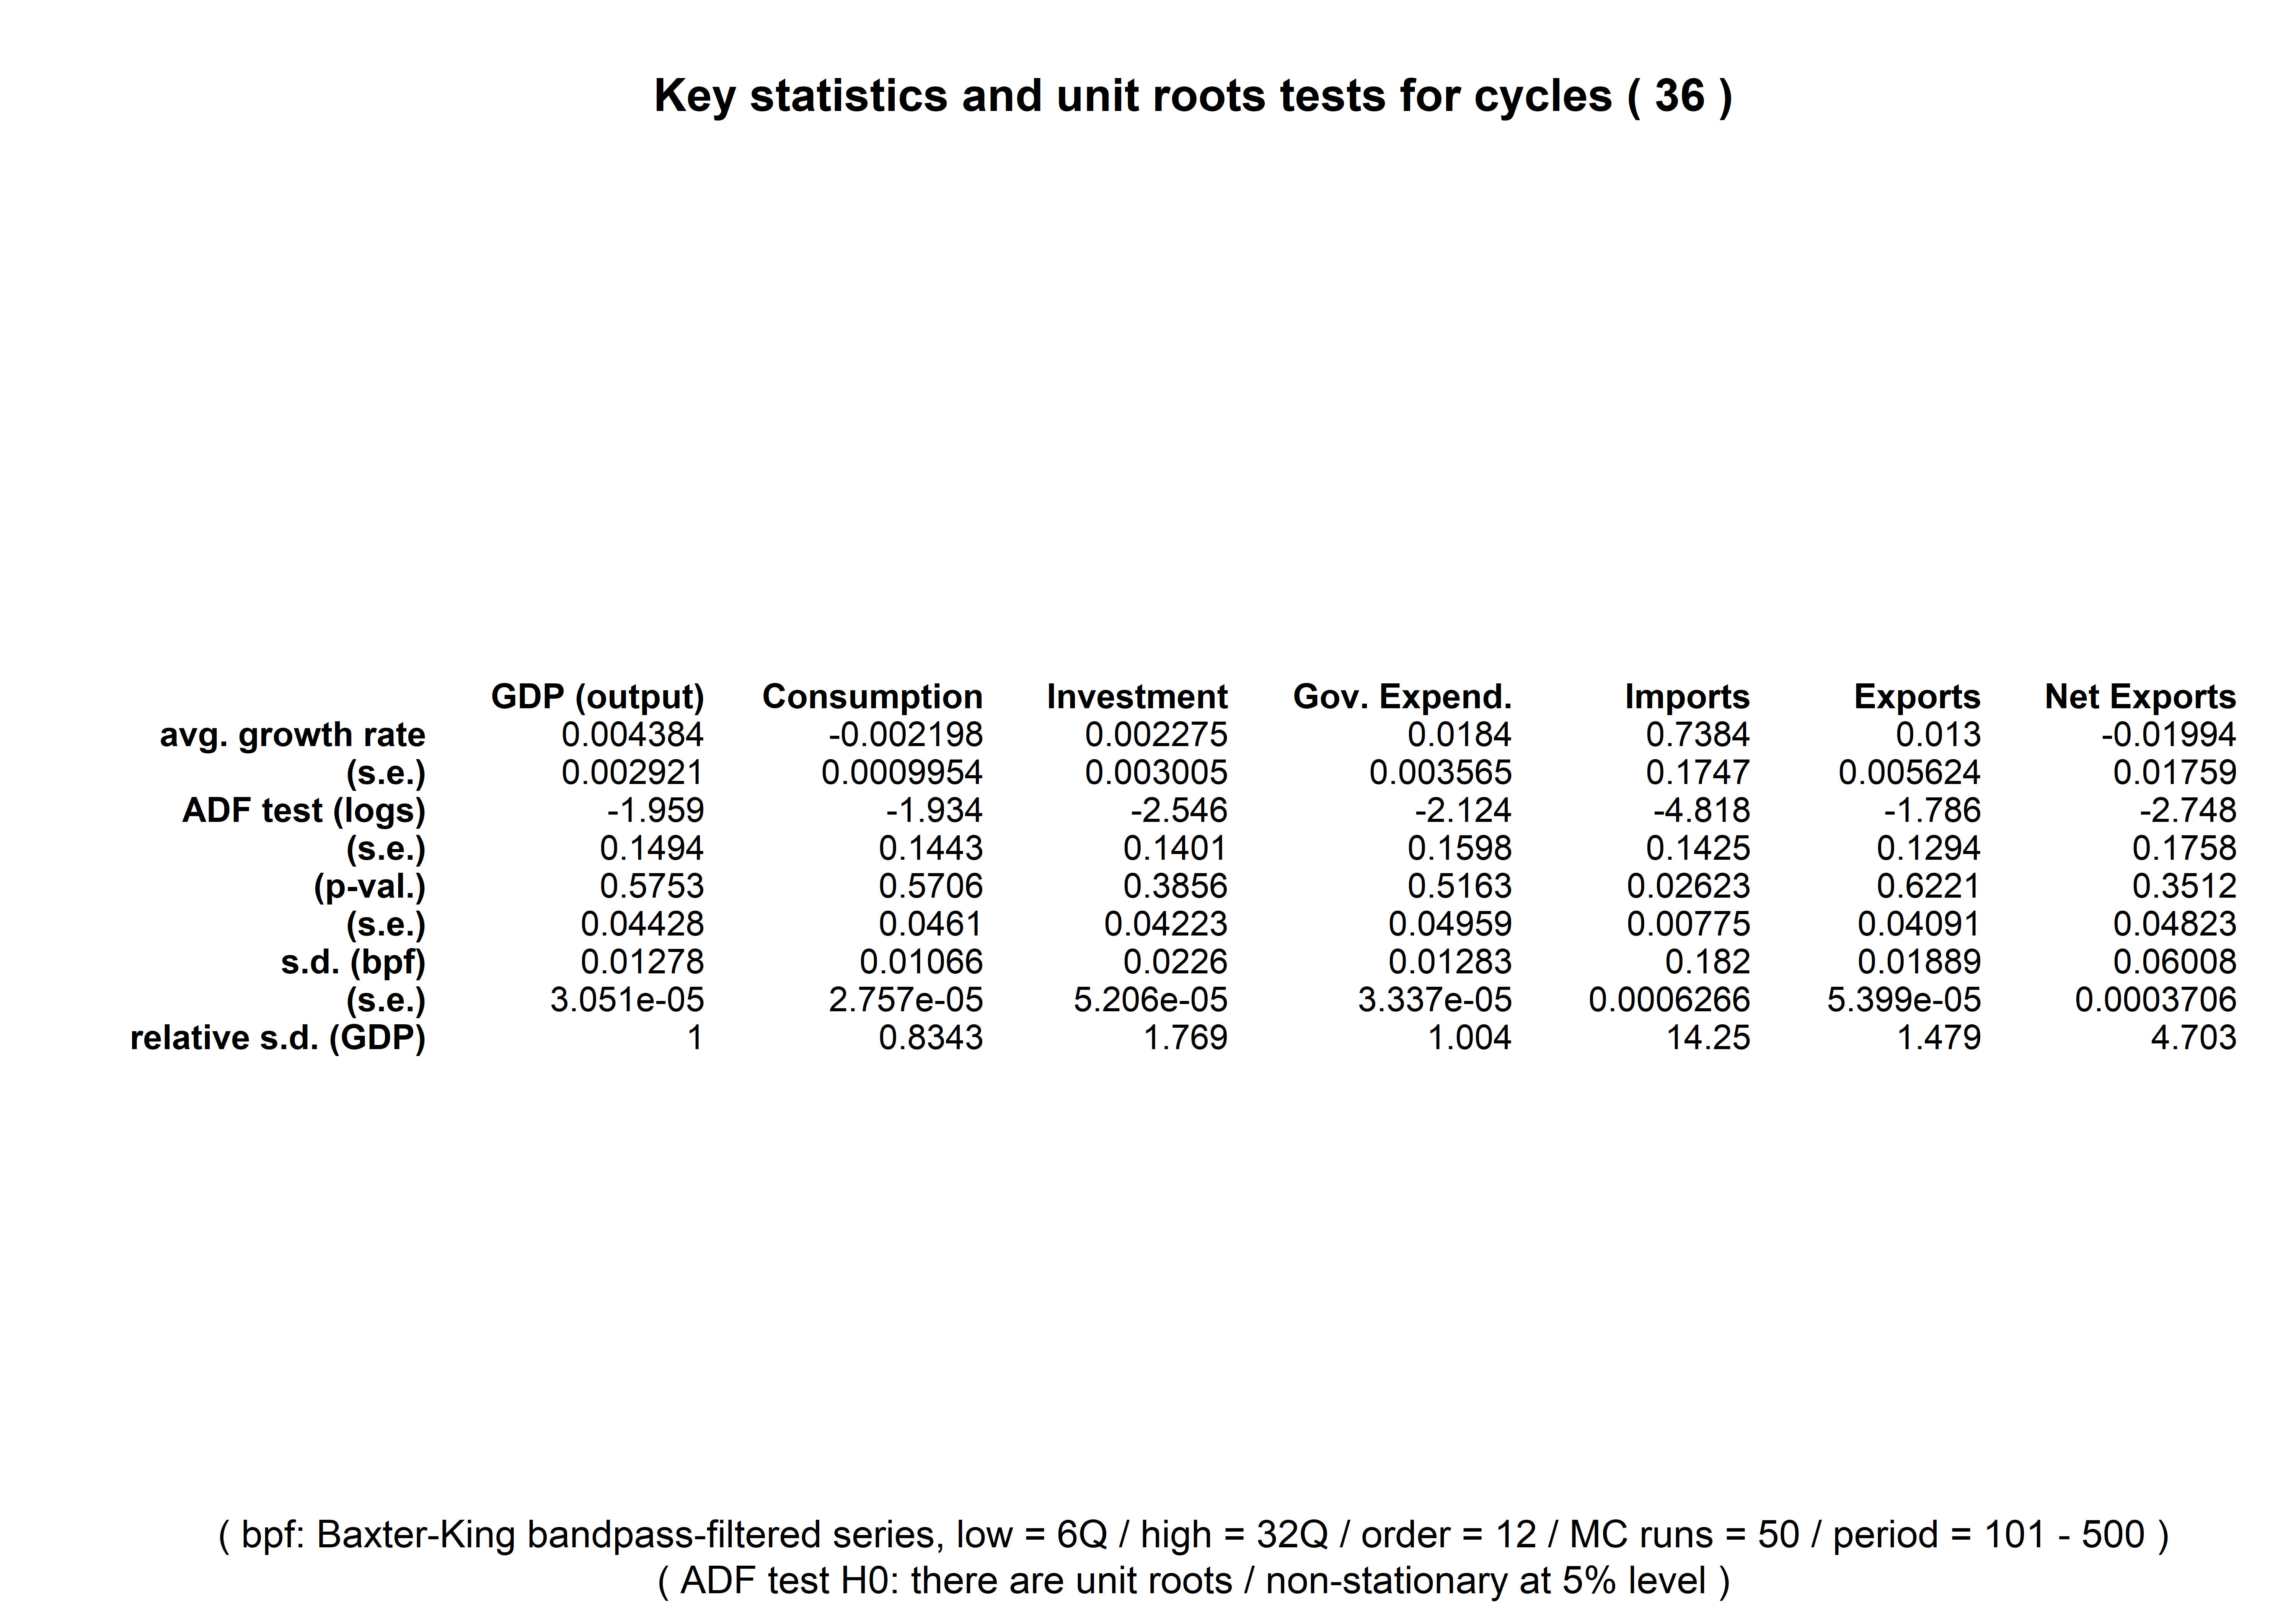 Key statistics and unit roots tests for cycles ( 36 )
GDP (output) Consumption Investment Gov. Expend. Imports Exports Net Exports
avg. growth rate 0.004384 -0.002198 0.002275 0.0184 0.7384 0.013 -0.01994
(s.e.) 0.002921 0.0009954 0.003005 0.003565 0.1747 0.005624 0.01759
ADF test (logs) -1.959 -1.934 -2.546 -2.124 -4.818 -1.786 -2.748
(s.e.) 0.1494 0.1443 0.1401 0.1598 0.1425 0.1294 0.1758
(p-val.) 0.5753 0.5706 0.3856 0.5163 0.02623 0.6221 0.3512
(s.e.) 0.04428 0.0461 0.04223 0.04959 0.00775 0.04091 0.04823
s.d. (bpf) 0.01278 0.01066 0.0226 0.01283 0.182 0.01889 0.06008
(s.e.) 3.051e-05 2.757e-05 5.206e-05 3.337e-05 0.0006266 5.399e-05 0.0003706
relative s.d. (GDP) 1 0.8343 1.769 1.004 14.25 1.479 4.703
( bpf: Baxter-King bandpass-filtered series, low = 6Q / high = 32Q / order = 12 / MC runs = 50 / period = 101 - 500 )
( ADF test H0: there are unit roots / non-stationary at 5% level )